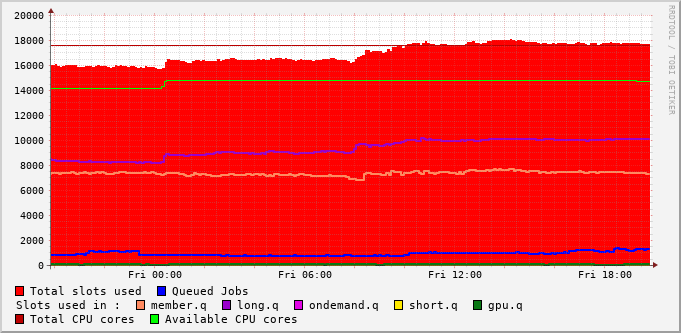 RRDTOOL / TOBI OETIKER
20000
18000
16000
14000
12000
10000
8000
6000
4000
2000
0
Fri 00:00 Fri 06:00 Fri 12:00 Fri 18:00
Total slots used Queued Jobs
Slots used in : member.q long.q ondemand.q short.q gpu.q
Total CPU cores Available CPU cores